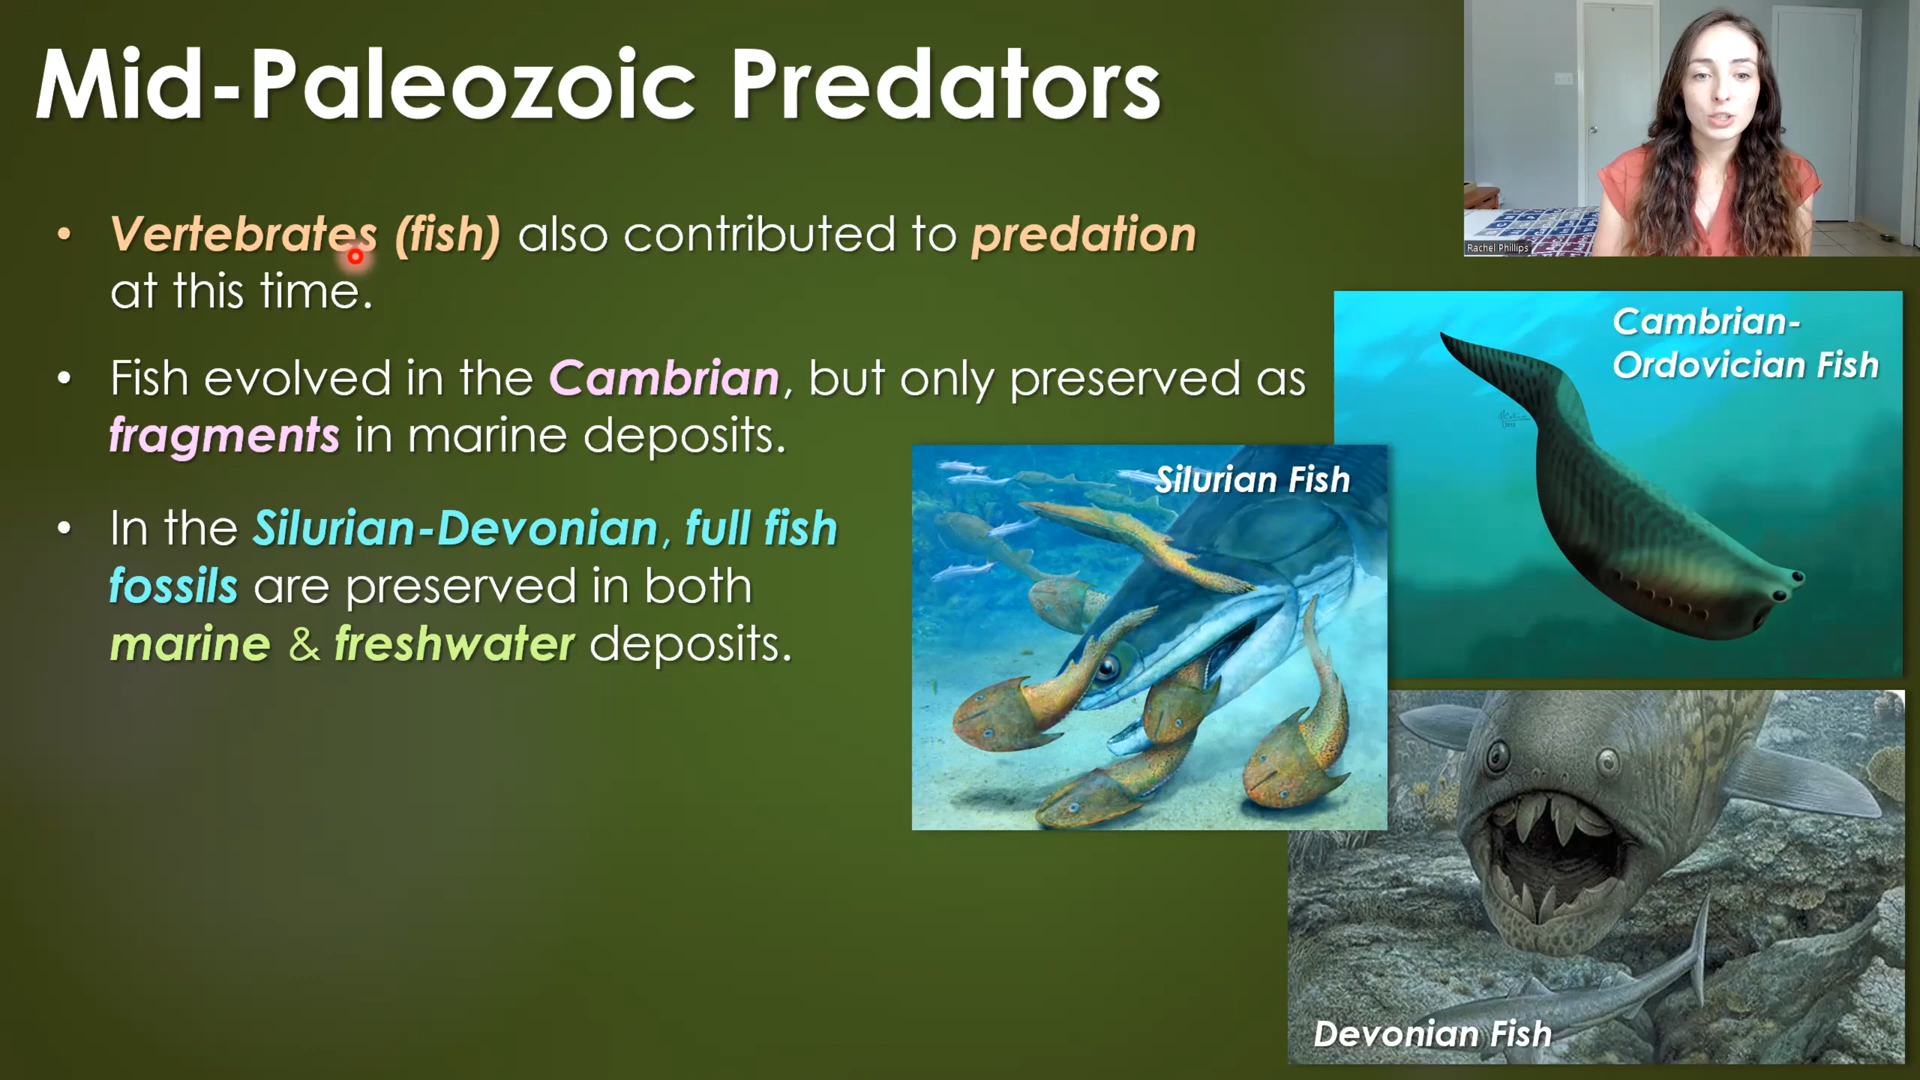 Mid-Paleozoic Predators
• Vertebrates (fish) also contributed to predation
at this time.
• Fish evolved in the Cambrian, but only preserved as
fragments in marine deposits.
• In the Silurian-Devonian, full fish
fossils are preserved in both
marine & freshwater deposits.
Rachel Phillips
Cambrian-
Ordovician Fish
Silurian Fish
Devonian Fish